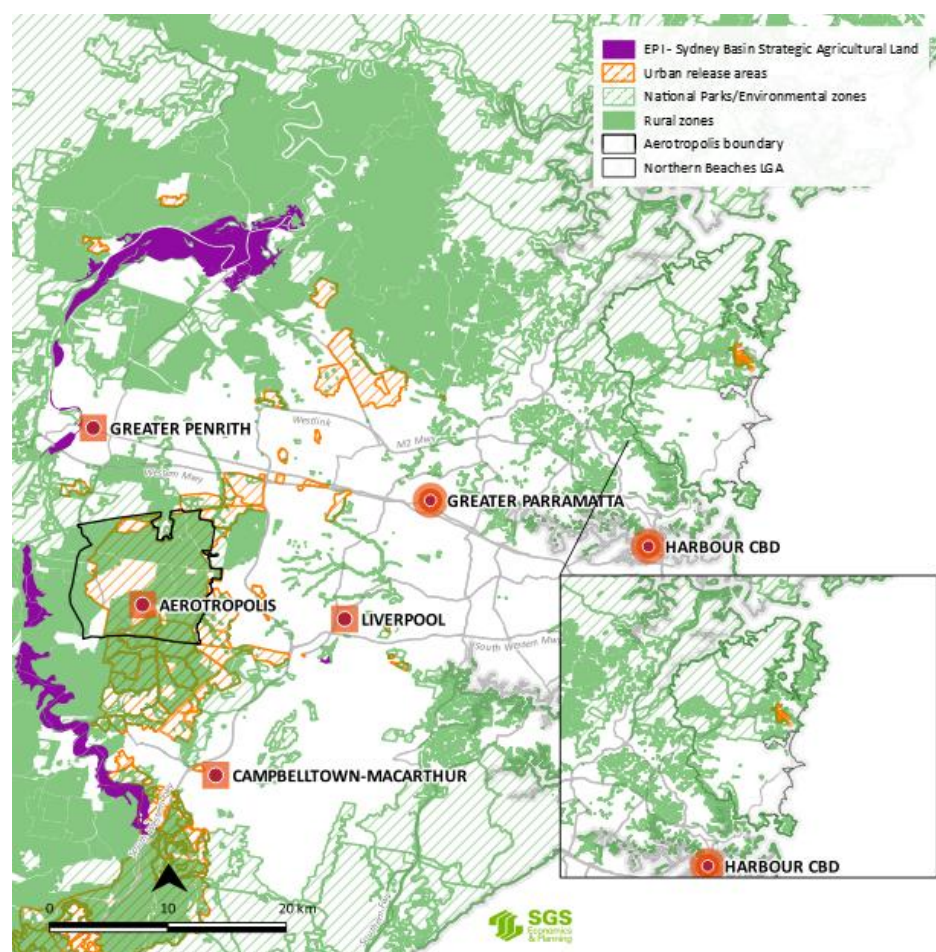 EPI - Sydney Basin Strategic Agricultural Land
Urban release areas
National Parks/Environmental zones
Rural zones
Aerotropolis boundary
Northern Beaches LGA
Westlink
M2 Mwy
GREATER PENRITH
Western Mwy
GREATER PARRAMATTA
HARBOUR CBD
AEROTROPOLIS
LIVERPOOL
South Western Mwy
CAMPBELLTOWN-MACARTHUR
HARBOUR CBD
0 10 20 km
SGS
Economics
& Planning